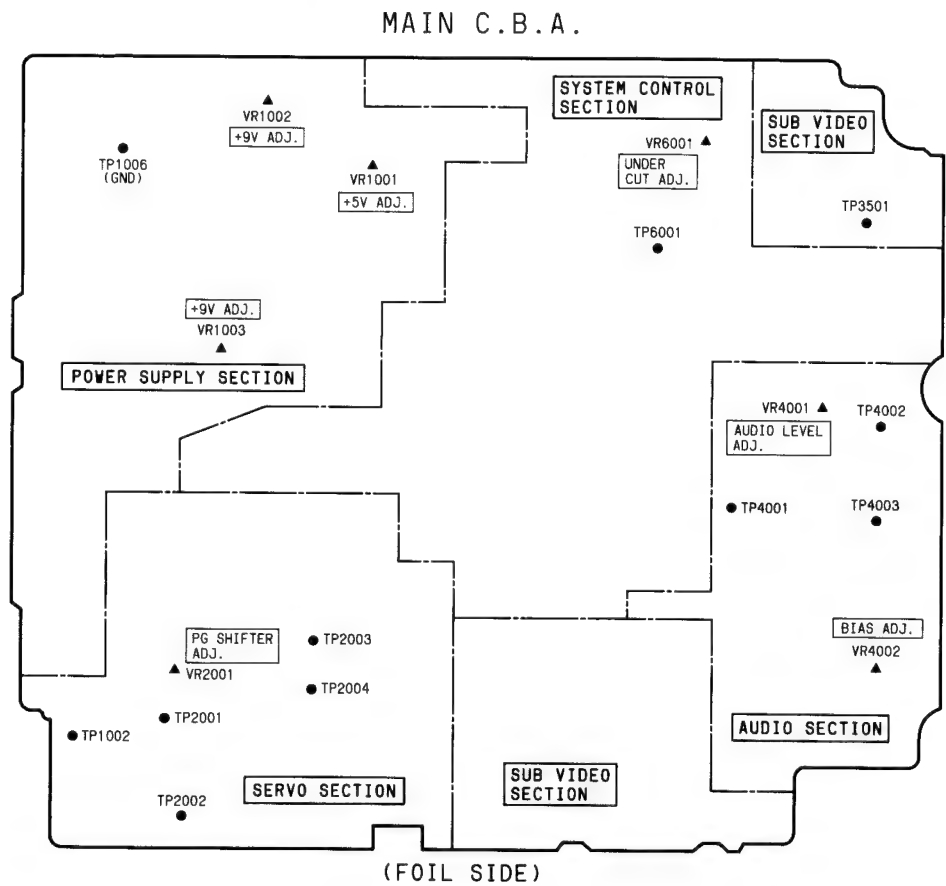 MAIN C.B.A.
SYSTEM CONTROL
SECTION
SUB VIDEO
SECTION
VR1002
+9V ADJ.
TP1006
(GND)
VR1001
+5V ADJ.
VR6001
UNDER
CUT ADJ.
TP6001
TP3501
+9V ADJ.
VR1003
POWER SUPPLY SECTION
VR4001
AUDIO LEVEL
ADJ.
TP4002
TP4001
TP4003
BIAS ADJ.
VR4002
AUDIO SECTION
PG SHIFTER
ADJ.
VR2001
TP2003
TP2004
TP2001
TP1002
TP2002
SERVO SECTION
SUB VIDEO
SECTION
(FOIL SIDE)